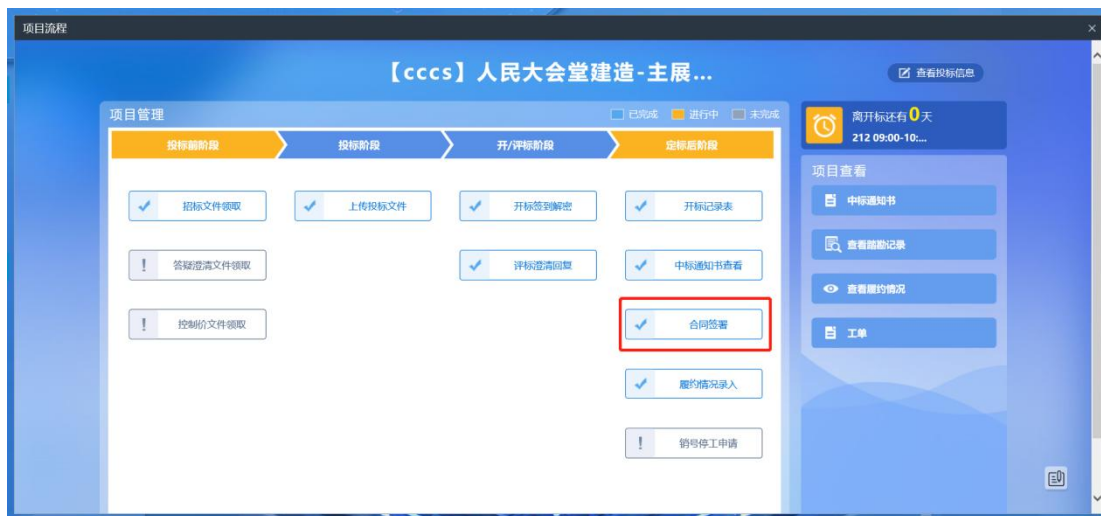 项目流程
【cccs】人民大会堂建造-主展...
查看投标信息
项目管理
已完成 进行中 未完成
投标前阶段
投标阶段
开/评标阶段
定标后阶段
招标文件领取
上传投标文件
开标签到解密
开标记录表
答疑澄清文件领取
评标澄清回复
中标通知书查看
控制价文件领取
合同签署
履约情况录入
销号停工申请
离开标还有0天
212 09:00-10:...
项目查看
中标通知书
查看踏勘记录
查看履约情况
工单